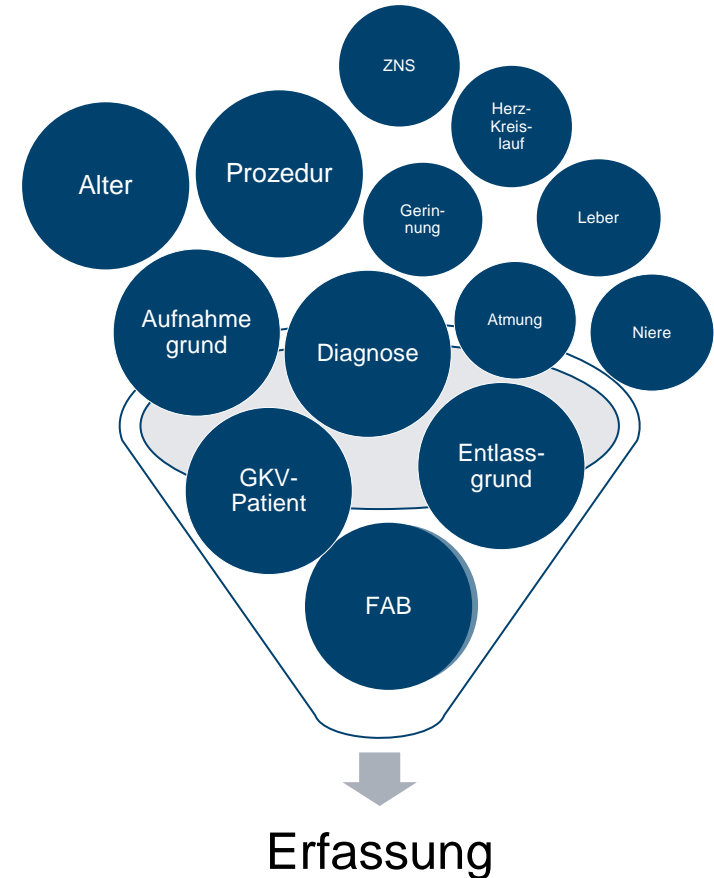 ZNS
Herz-
Kreis-
lauf
Alter
Prozedur
Gerin-
nung
Leber
Aufnahme
grund
Diagnose
Atmung
Niere
GKV-
Patient
Entlass-
grund
FAB
Erfassung